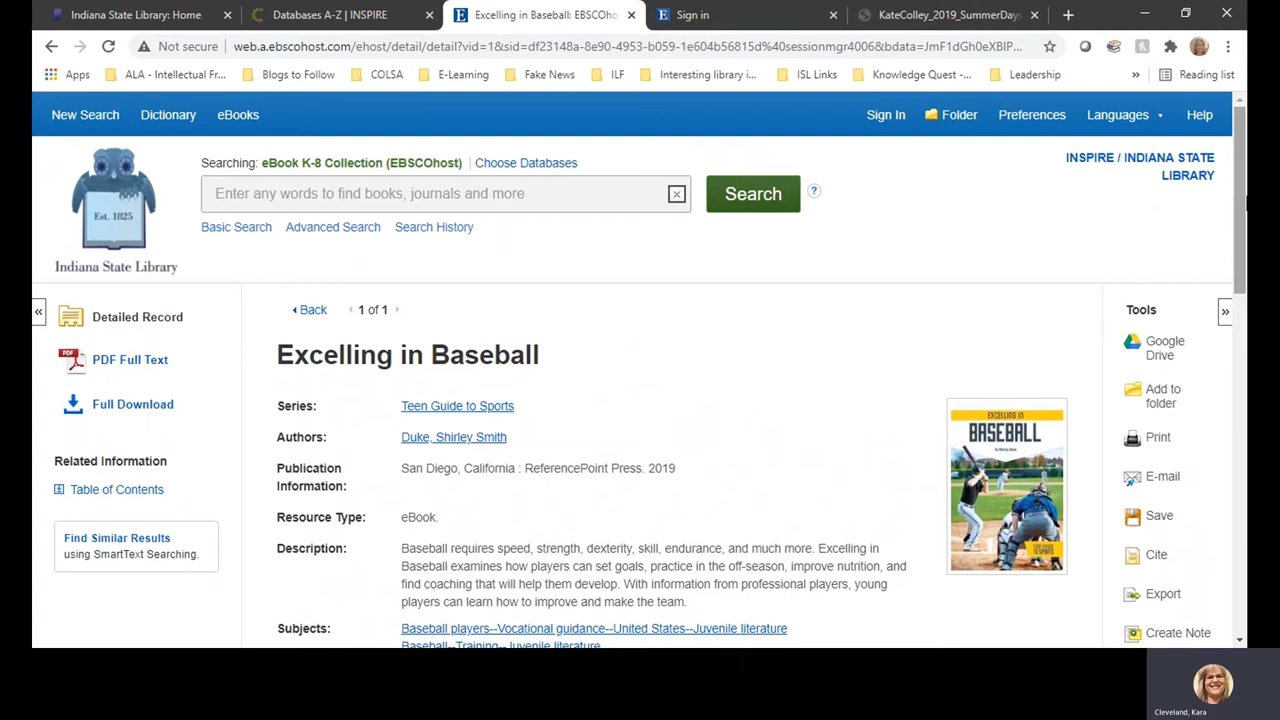 Indiana State Library: Home
Databases A-Z | INSPIRE
Excelling in Baseball: EBSCOho
Sign in
KateColley_2019_SummerDays
Not secure
web.a.ebscohost.com/ehost/detail/detail?vid=1&sid=df23148a-8e90-4953-b059-1e604b56815d%40sessionmgr4006&bdata=JmF1dGh0eXBlP...
Apps
ALA - Intellectual Fr...
Blogs to Follow
COLSA
E-Learning
Fake News
ILF
Interesting library i...
ISL Links
Knowledge Quest -...
Leadership
»
Reading list
New Search
Dictionary
eBooks
Sign In
Folder
Preferences
Languages
Help
Est. 1825
Indiana State Library
Searching: eBook K-8 Collection (EBSCOhost)
Choose Databases
Enter any words to find books, journals and more
Search
?
Basic Search
Advanced Search
Search History
INSPIRE / INDIANA STATE
LIBRARY
«
Detailed Record
PDF
PDF Full Text
Full Download
Related Information
Table of Contents
Find Similar Results
using SmartText Searching.
Back
1 of 1
Excelling in Baseball
Series:
Teen Guide to Sports
Authors:
Duke, Shirley Smith
Publication
Information:
San Diego, California : ReferencePoint Press. 2019
Resource Type:
eBook.
Description:
Baseball requires speed, strength, dexterity, skill, endurance, and much more. Excelling in
Baseball examines how players can set goals, practice in the off-season, improve nutrition, and
find coaching that will help them develop. With information from professional players, young
players can learn how to improve and make the team.
Subjects:
Baseball players--Vocational guidance--United States--Juvenile literature
Baseball--Training--Juvenile literature
EXCELLING IN
BASEBALL
Tools
»
Google
Drive
Add to
folder
Print
E-mail
Save
Cite
Export
Create Note
Cleveland, Kara